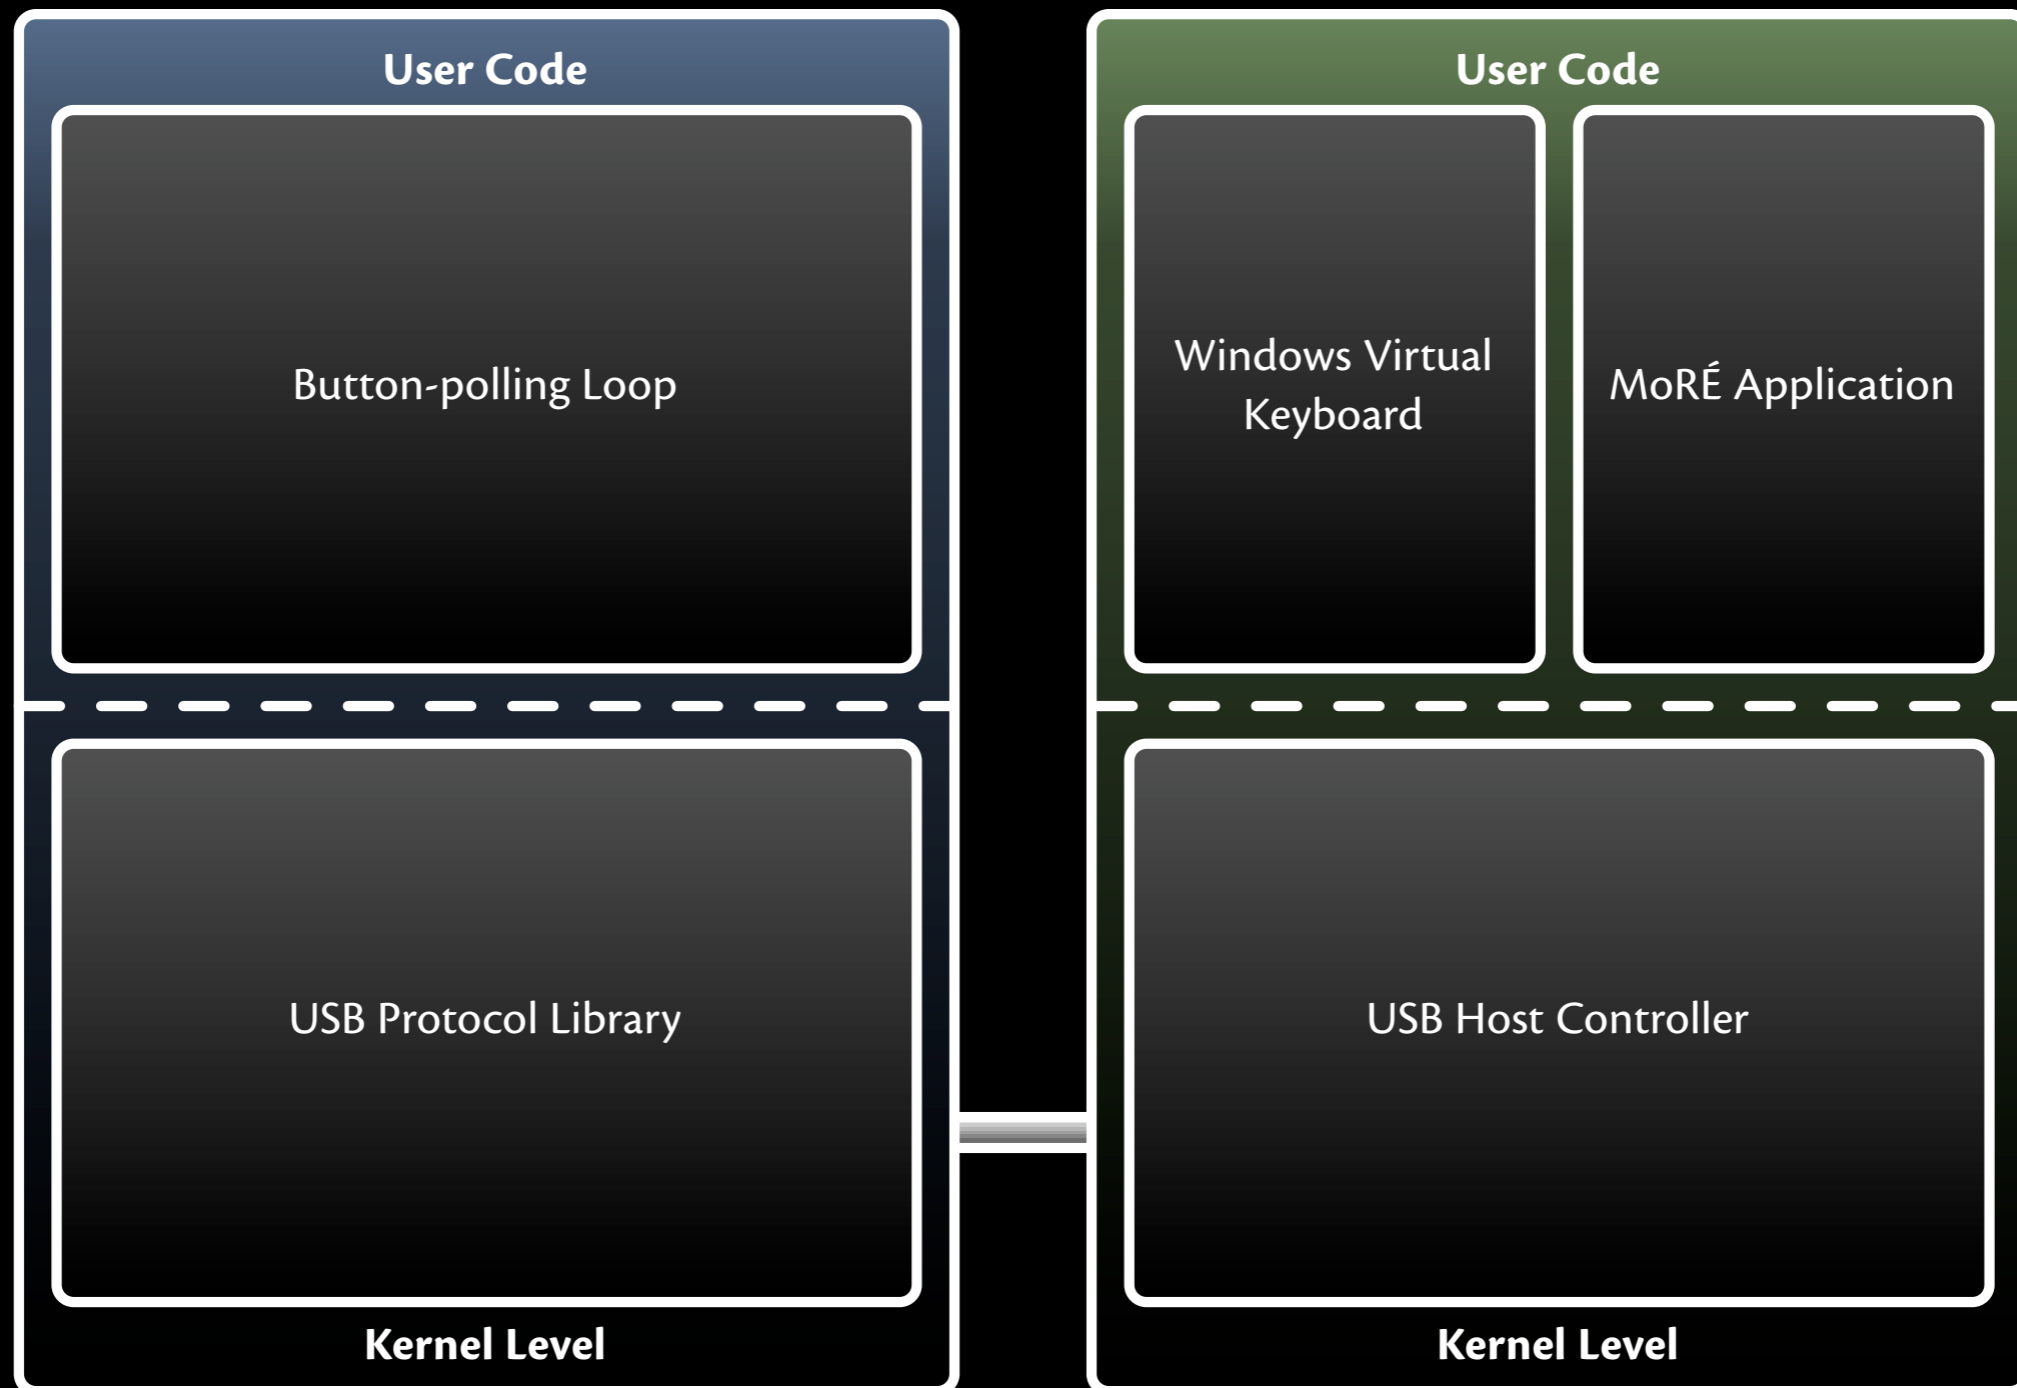 User Code
Button-polling Loop
USB Protocol Library
Kernel Level
User Code
Windows Virtual
Keyboard
MoRÉ Application
USB Host Controller
Kernel Level